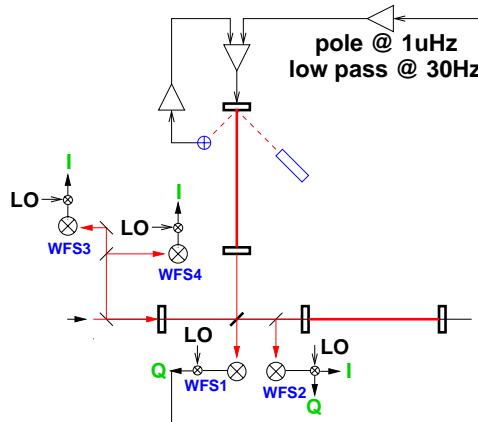 pole @ 1uHz
low pass @ 30Hz
I
I
LO
LO
WFS3
WFS4
LO
LO
Q
WFS1
WFS2
I
Q